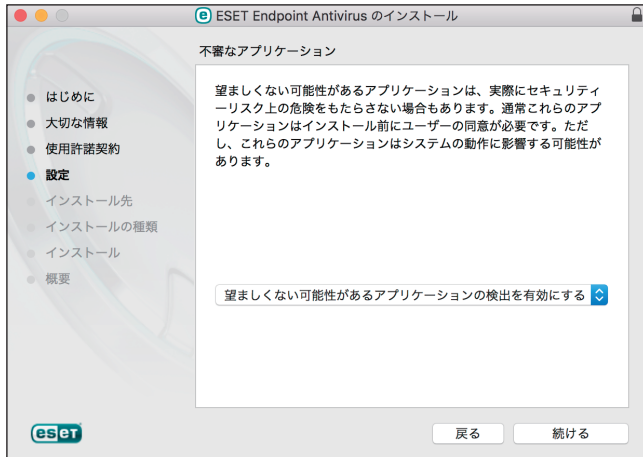 ESET Endpoint Antivirus のインストール
不審なアプリケーション
はじめに
大切な情報
使用許諾契約
設定
インストール先
インストールの種類
インストール
概要
望ましくない可能性があるアプリケーションは、実際にセキュリティ
ーリスク上の危険をもたらさない場合もあります。通常これらのアプ
リケーションはインストール前にユーザーの同意が必要です。ただ
し、これらのアプリケーションはシステムの動作に影響する可能性が
あります。
望ましくない可能性があるアプリケーションの検出を有効にする
eset
戻る
続ける